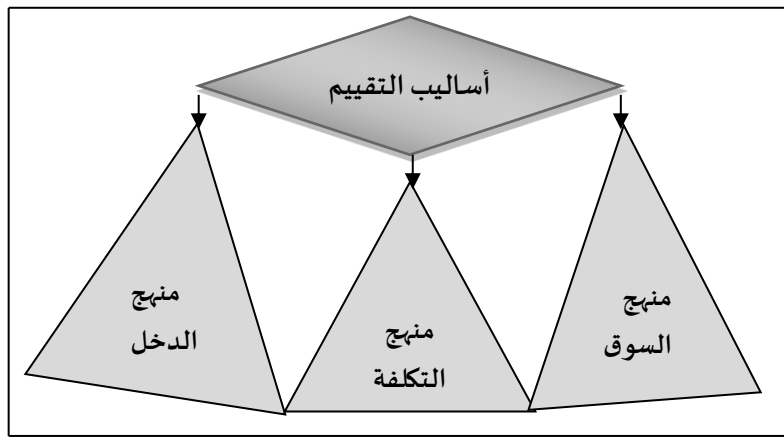 أساليب التقييم
منهج
السوق
منهج
التكلفة
منهج
الدخل